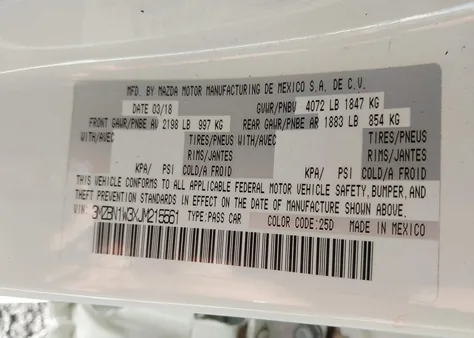 MFD. BY MAZDA MOTOR MANUFACTURING DE MEXICO S.A. DE C.V.
DATE 03/18 GVWR/PNBV 4072 LB 1847 KG
FRONT GAWR/PNBE AV 2198 LB 997 KG REAR GAWR/PNBE AR 1883 LB 854 KG
WITH/AVEC TIRES/PNEUS WITH/AVEC TIRES/PNEUS
RIMS/JANTES RIMS/JANTES
KPA/ PSI COLD/A FROID KPA/ PSI COLD/A FROID
THIS VEHICLE CONFORMS TO ALL APPLICABLE FEDERAL MOTOR VEHICLE SAFETY, BUMPER, AND
THEFT PREVENTION STANDARDS IN EFFECT ON THE DATE OF MANUFACTURE SHOWN ABOVE.
VIN: TYPE:PASS CAR COLOR CODE:25D MADE IN MEXICO